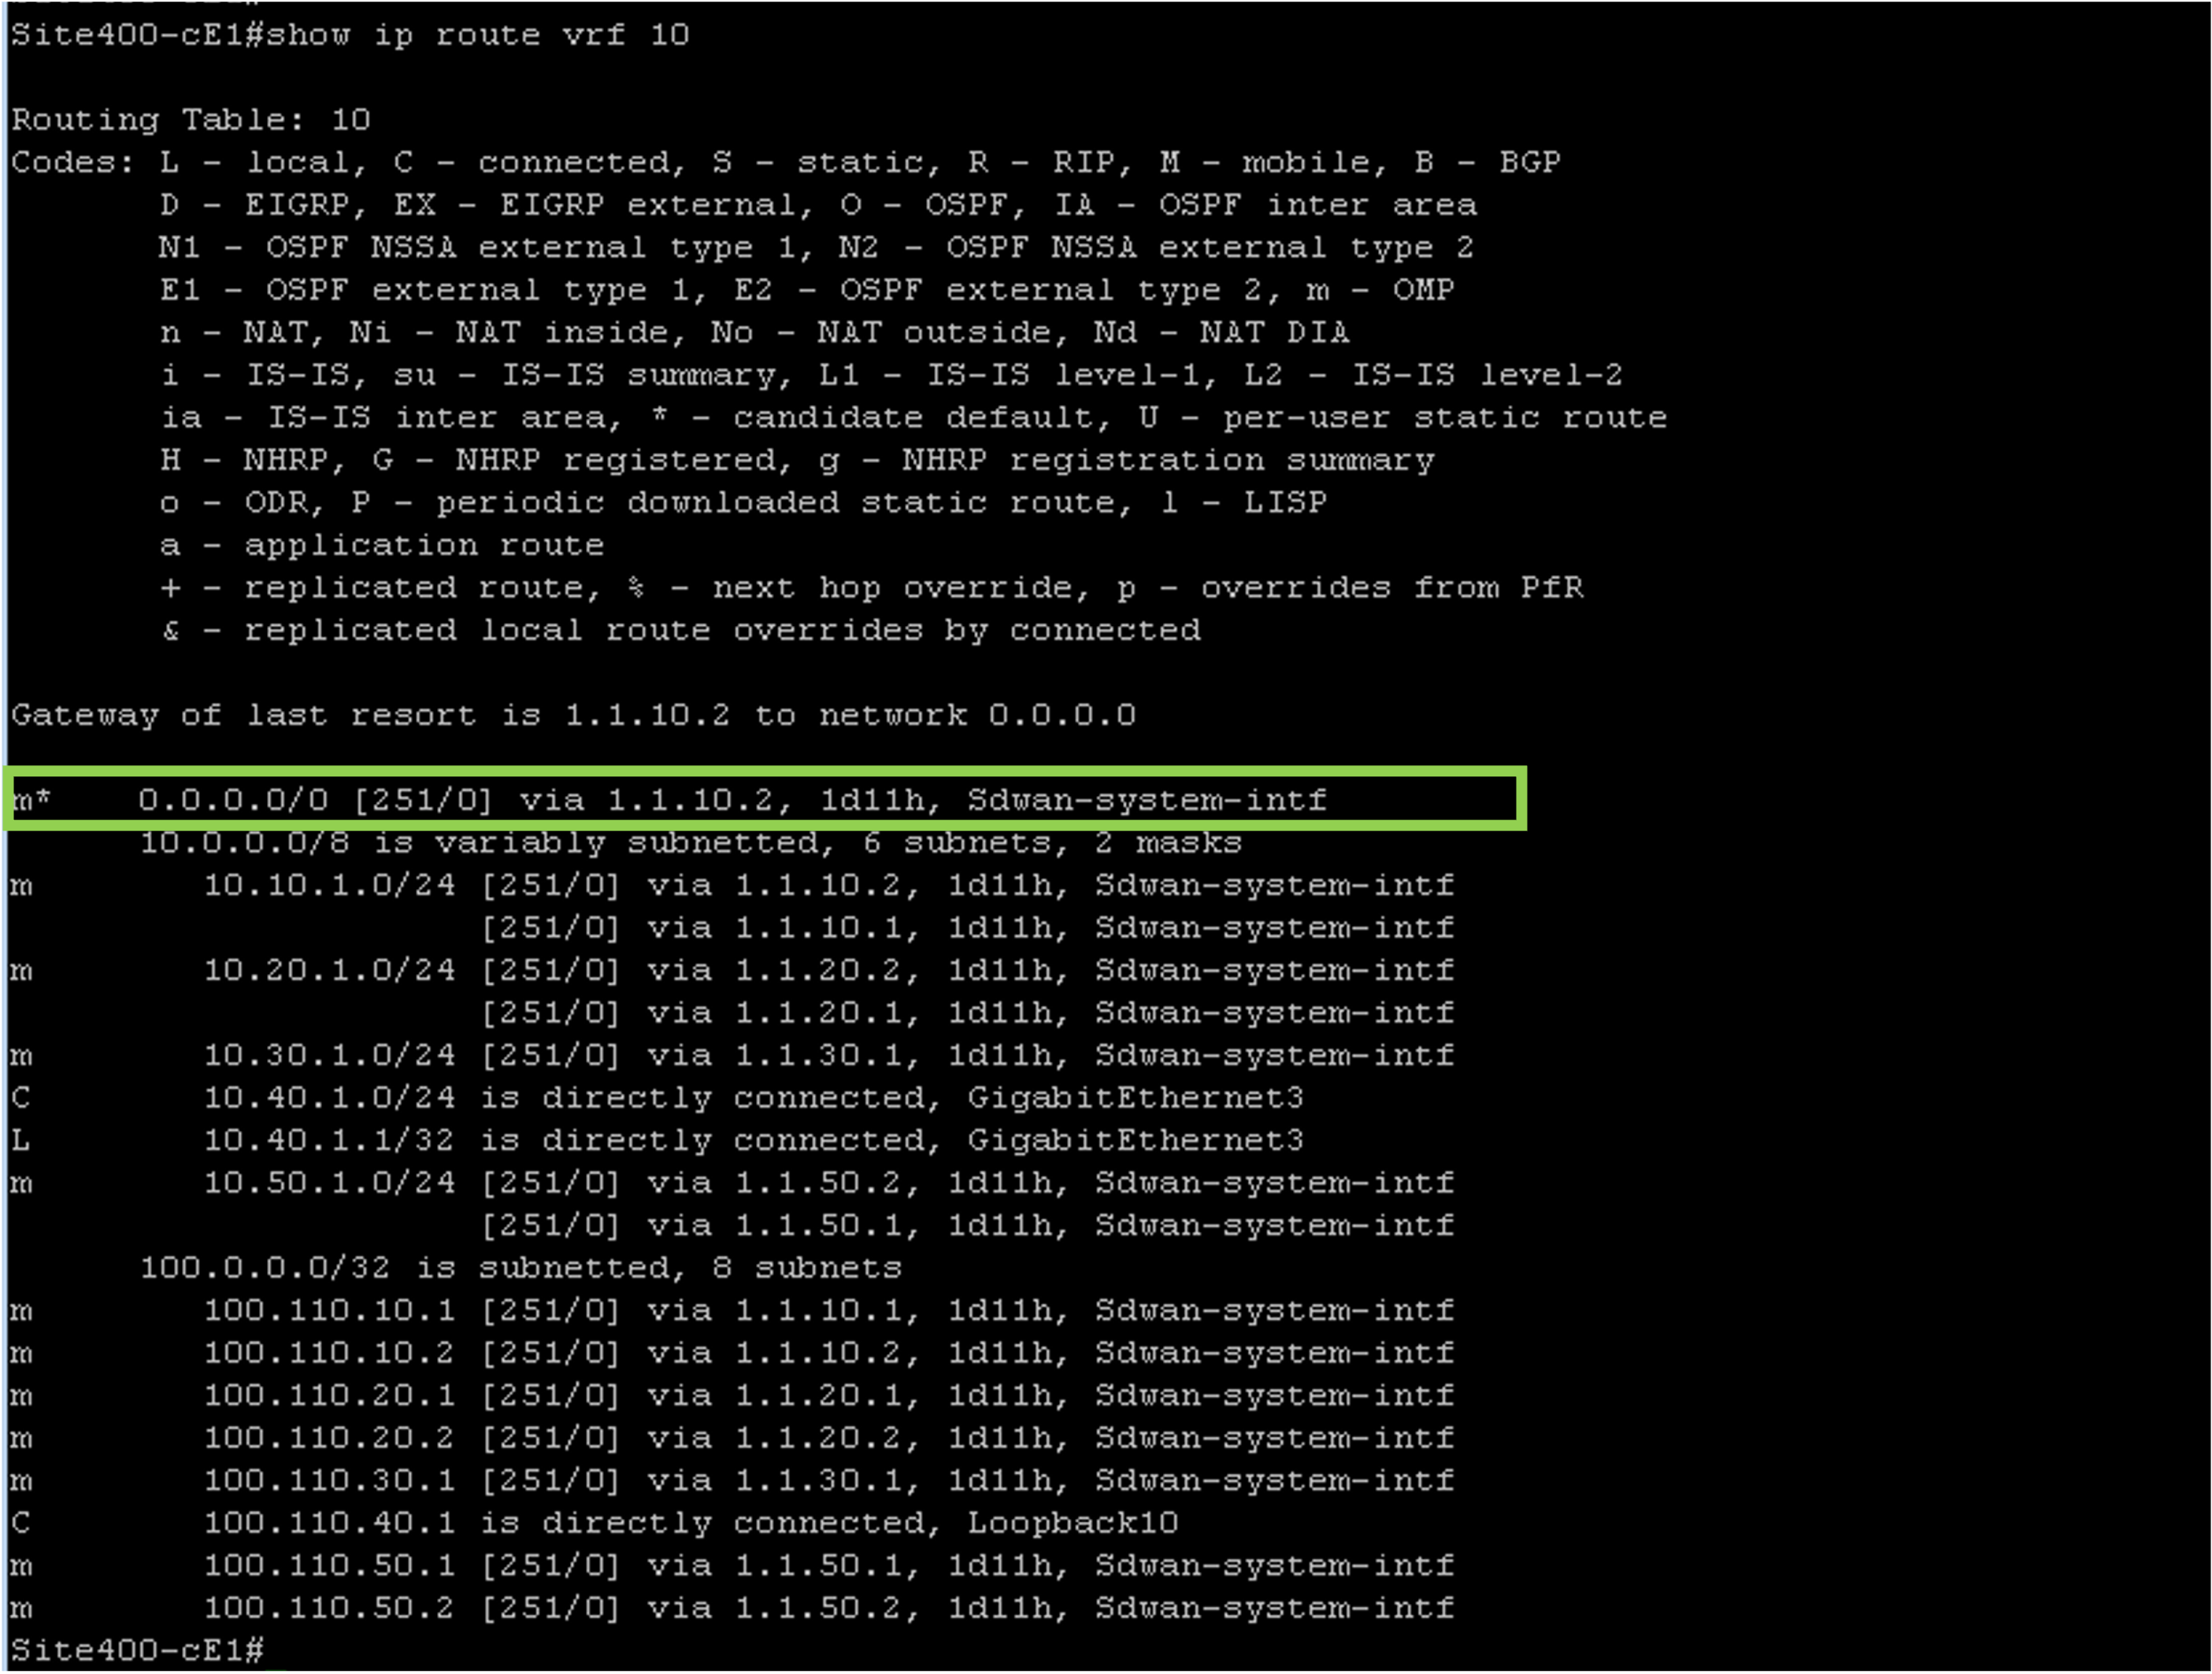 Site400-cE1#show ip route vrf 10
Routing Table: 10
Codes: L - local, C - connected, S - static, R - RIP, M - mobile, B - BGP
D - EIGRP, EX - EIGRP external, O - OSPF, IA - OSPF inter area
N1 - OSPF NSSA external type 1, N2 - OSPF NSSA external type 2
E1 - OSPF external type 1, E2 - OSPF external type 2, m - OMP
n - NAT, Ni - NAT inside, No - NAT outside, Nd - NAT DIA
i - IS-IS, su - IS-IS summary, L1 - IS-IS level-1, L2 - IS-IS level-2
ia - IS-IS inter area, * - candidate default, U - per-user static route
H - NHRP, G - NHRP registered, g - NHRP registration summary
o - ODR, P - periodic downloaded static route, l - LISP
a - application route
+ - replicated route, % - next hop override, p - overrides from PfR
& - replicated local route overrides by connected
Gateway of last resort is 1.1.10.2 to network 0.0.0.0
m* 0.0.0.0/0 [251/0] via 1.1.10.2, 1d11h, Sdwan-system-intf
10.0.0.0/8 is variably subnetted, 6 subnets, 2 masks
m 10.10.1.0/24 [251/0] via 1.1.10.2, 1d11h, Sdwan-system-intf
[251/0] via 1.1.10.1, 1d11h, Sdwan-system-intf
m 10.20.1.0/24 [251/0] via 1.1.20.2, 1d11h, Sdwan-system-intf
[251/0] via 1.1.20.1, 1d11h, Sdwan-system-intf
m 10.30.1.0/24 [251/0] via 1.1.30.1, 1d11h, Sdwan-system-intf
C 10.40.1.0/24 is directly connected, GigabitEthernet3
L 10.40.1.1/32 is directly connected, GigabitEthernet3
m 10.50.1.0/24 [251/0] via 1.1.50.2, 1d11h, Sdwan-system-intf
[251/0] via 1.1.50.1, 1d11h, Sdwan-system-intf
100.0.0.0/32 is subnetted, 8 subnets
m 100.110.10.1 [251/0] via 1.1.10.1, 1d11h, Sdwan-system-intf
m 100.110.10.2 [251/0] via 1.1.10.2, 1d11h, Sdwan-system-intf
m 100.110.20.1 [251/0] via 1.1.20.1, 1d11h, Sdwan-system-intf
m 100.110.20.2 [251/0] via 1.1.20.2, 1d11h, Sdwan-system-intf
m 100.110.30.1 [251/0] via 1.1.30.1, 1d11h, Sdwan-system-intf
C 100.110.40.1 is directly connected, Loopback10
m 100.110.50.1 [251/0] via 1.1.50.1, 1d11h, Sdwan-system-intf
m 100.110.50.2 [251/0] via 1.1.50.2, 1d11h, Sdwan-system-intf
Site400-cE1#